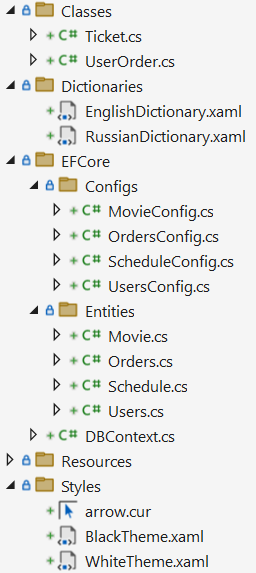 Classes
C# Ticket.cs
C# UserOrder.cs
Dictionaries
EnglishDictionary.xaml
RussianDictionary.xaml
EFCore
Configs
C# MovieConfig.cs
C# OrdersConfig.cs
C# ScheduleConfig.cs
C# UsersConfig.cs
Entities
C# Movie.cs
C# Orders.cs
C# Schedule.cs
C# Users.cs
C# DBContext.cs
Resources
Styles
arrow.cur
BlackTheme.xaml
WhiteTheme.xaml